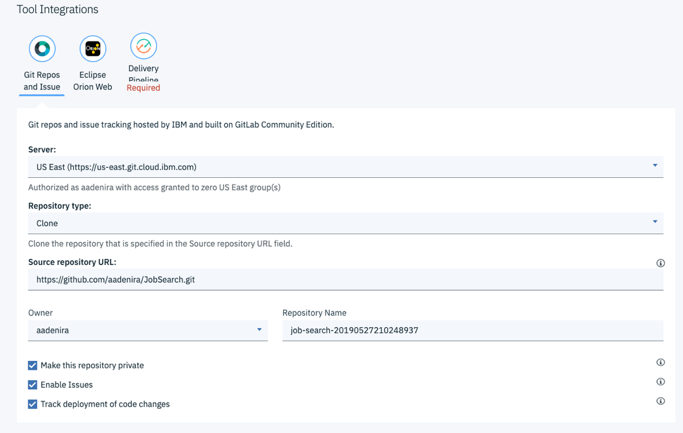 Tool Integrations
Git Repos
and Issue
Eclipse
Orion Web
Delivery
Pipeline
Required
Git repos and issue tracking hosted by IBM and built on GitLab Community Edition.
Server:
US East (https://us-east.git.cloud.ibm.com)
Authorized as aadenira with access granted to zero US East group(s)
Repository type:
Clone
Clone the repository that is specified in the Source repository URL field.
Source repository URL:
https://github.com/aadenira/JobSearch.git
Owner
Repository Name
aadenira
job-search-20190527210248937
Make this repository private
Enable Issues
Track deployment of code changes